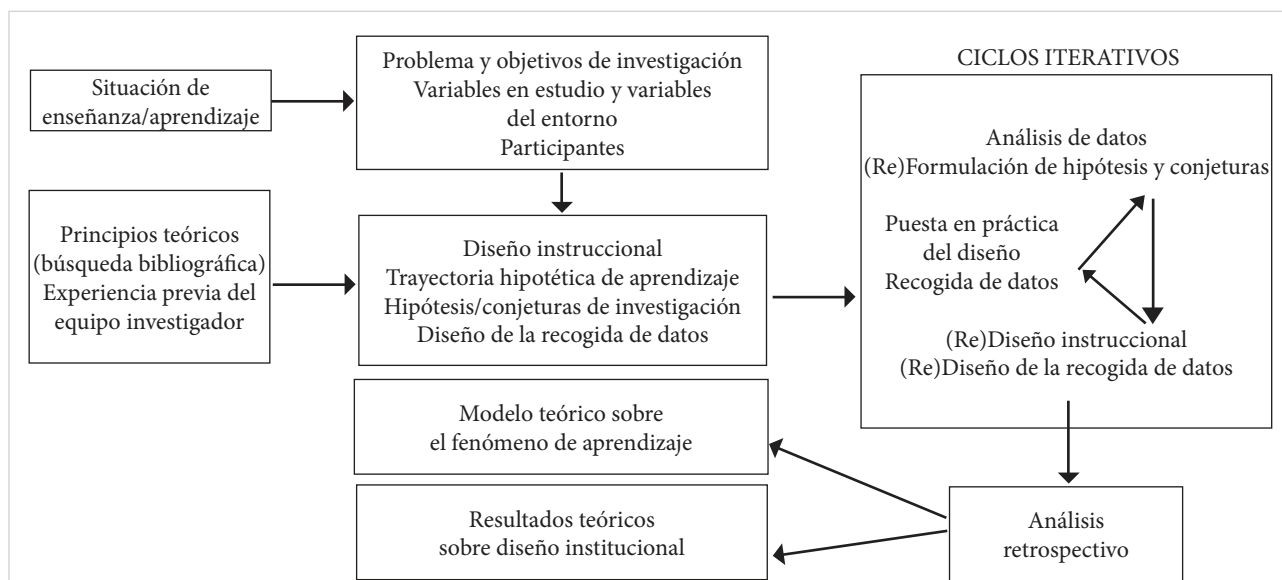 Situación de
enseñanza/aprendizaje
Problema y objetivos de investigación
Variables en estudio y variables
del entorno
Participantes
Principios teóricos
(búsqueda bibliográfica)
Experiencia previa del
equipo investigador
Diseño instruccional
Trayectoria hipotética de aprendizaje
Hipótesis/conjeturas de investigación
Diseño de la recogida de datos
CICLOS ITERATIVOS
Análisis de datos
(Re)Formulación de hipótesis y conjeturas
Puesta en práctica
del diseño
Recogida de datos
(Re)Diseño instruccional
(Re)Diseño de la recogida de datos
Modelo teórico sobre
el fenómeno de aprendizaje
Resultados teóricos
sobre diseño institucional
Análisis
retrospectivo